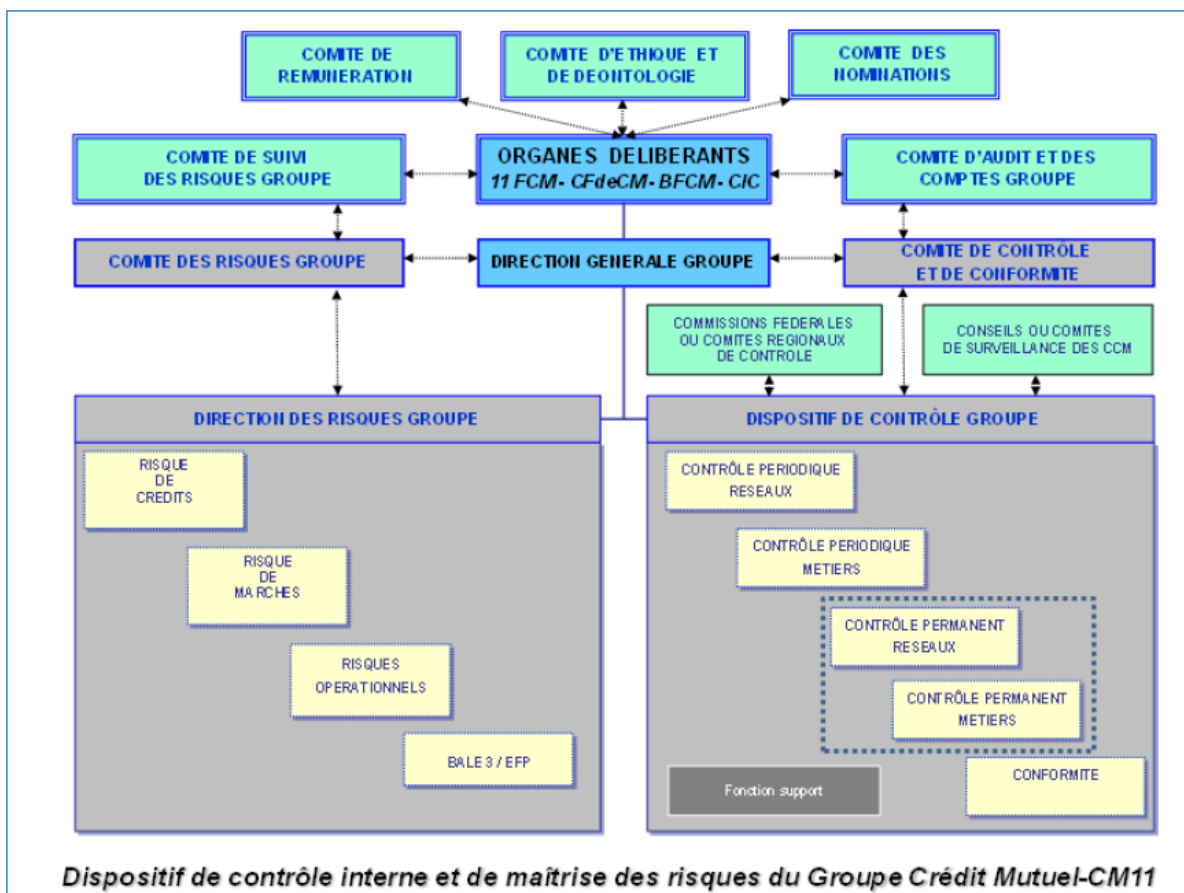 COMITE DE
REMUNERATION
COMITE D'ETHIQUE ET
DE DEONTOLOGIE
COMITE DES
NOMINATIONS
COMITE DE SUIVI
DES RISQUES GROUPE
ORGANES DELIBERANTS
11 FCM - CFdeCM - BFCM - CIC
COMITE D'AUDIT ET DES
COMPTES GROUPE
COMITE DES RISQUES GROUPE
DIRECTION GENERALE GROUPE
COMITE DE CONTRÔLE
ET DE CONFORMITE
COMMISSIONS FEDERALES
OU COMITES REGIONAUX
DE CONTROLE
CONSEILS OU COMITES
DE SURVEILLANCE DES CCM
DIRECTION DES RISQUES GROUPE
RISQUE
DE
CREDITS
RISQUE
DE
MARCHES
RISQUES
OPERATIONNELS
BALE 3 / EFP
DISPOSITIF DE CONTRÔLE GROUPE
CONTRÔLE PERIODIQUE
RESEAUX
CONTRÔLE PERIODIQUE
METIERS
CONTRÔLE PERMANENT
RESEAUX
CONTRÔLE PERMANENT
METIERS
CONFORMITE
Fonction support
Dispositif de contrôle interne et de maîtrise des risques du Groupe Crédit Mutuel-CM11